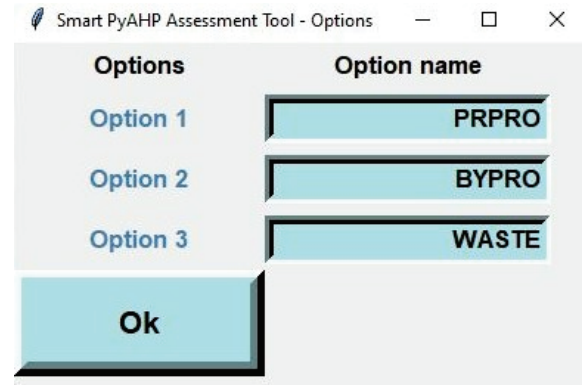 Smart PyAHP Assessment Tool - Options
Options Option name
Option 1 PRPRO
Option 2 BYPRO
Option 3 WASTE
Ok